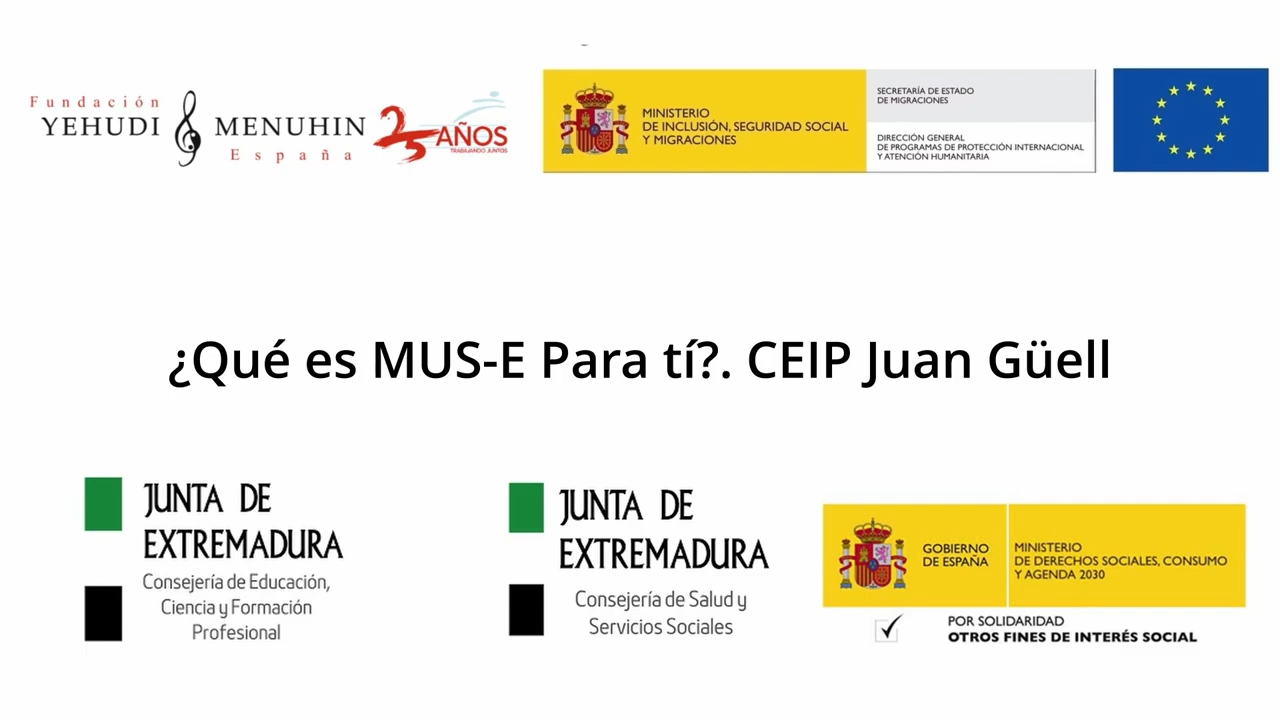 Fundación
YEHUDI MENUHIN
España
25 AÑOS
TRABAJANDO JUNTOS
MINISTERIO
DE INCLUSIÓN, SEGURIDAD SOCIAL
Y MIGRACIONES
SECRETARÍA DE ESTADO
DE MIGRACIONES
DIRECCIÓN GENERAL
DE PROGRAMAS DE PROTECCIÓN INTERNACIONAL
Y ATENCIÓN HUMANITARIA
¿Qué es MUS-E Para tí?. CEIP Juan Güell
JUNTA DE
EXTREMADURA
Consejería de Educación,
Ciencia y Formación
Profesional
JUNTA DE
EXTREMADURA
Consejería de Salud y
Servicios Sociales
GOBIERNO
DE ESPAÑA
MINISTERIO
DE DERECHOS SOCIALES, CONSUMO
Y AGENDA 2030
POR SOLIDARIDAD
OTROS FINES DE INTERÉS SOCIAL